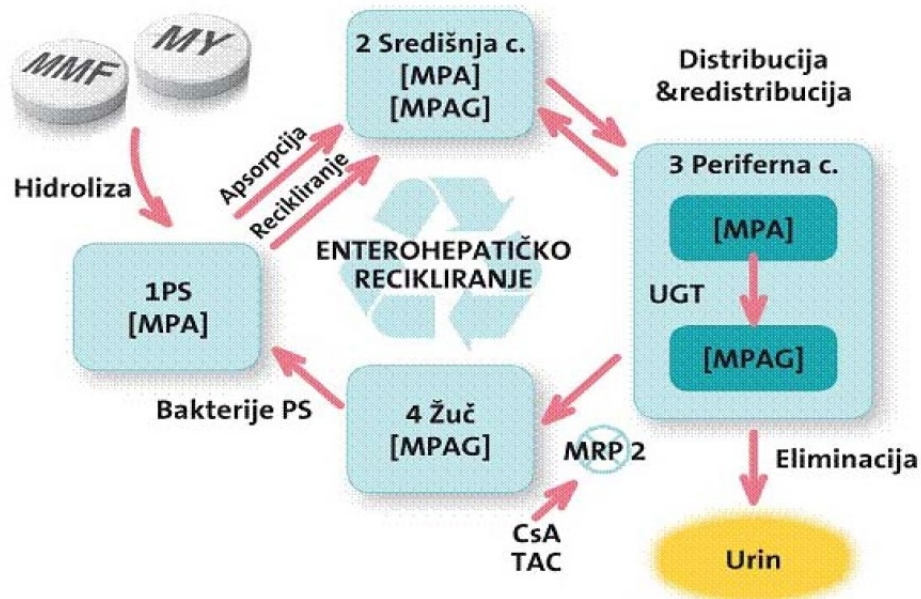 MMF
MY
Hidroliza
1PS
[MPA]
Apsorpcija
Recikliranje
2 Središnja c.
[MPA]
[MPAG]
Distribucija
&redistribucija
3 Periferna c.
[MPA]
UGT
[MPAG]
ENTEROHEPATIČKO
RECIKLIRANJE
Bakterije PS
4 Žuč
[MPAG]
MRP 2
CsA
TAC
Eliminacija
Urin